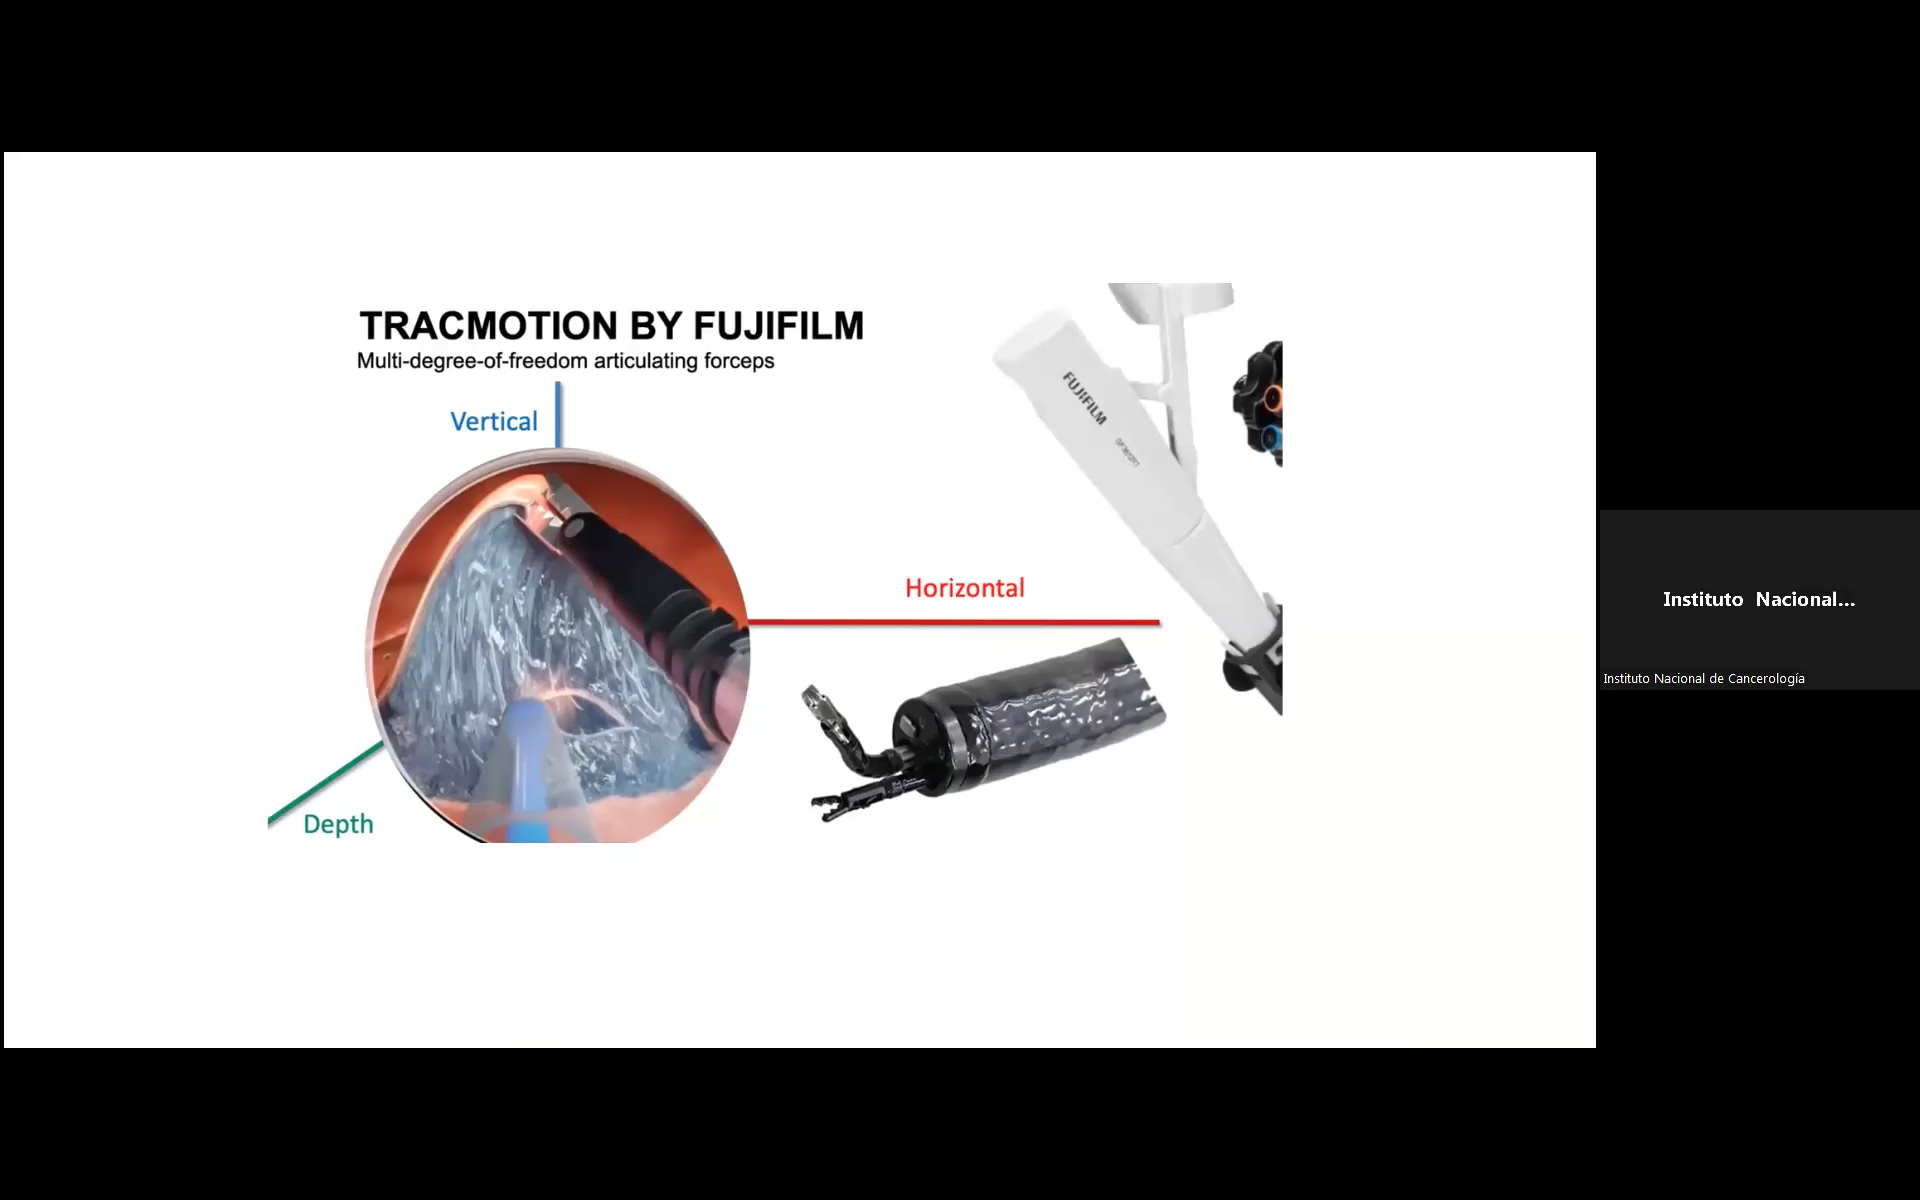 TRACMOTION BY FUJIFILM
Multi-degree-of-freedom articulating forceps
Vertical
FUJIFILM
Horizontal
Depth
Instituto Nacional...
Instituto Nacional de Cancerología